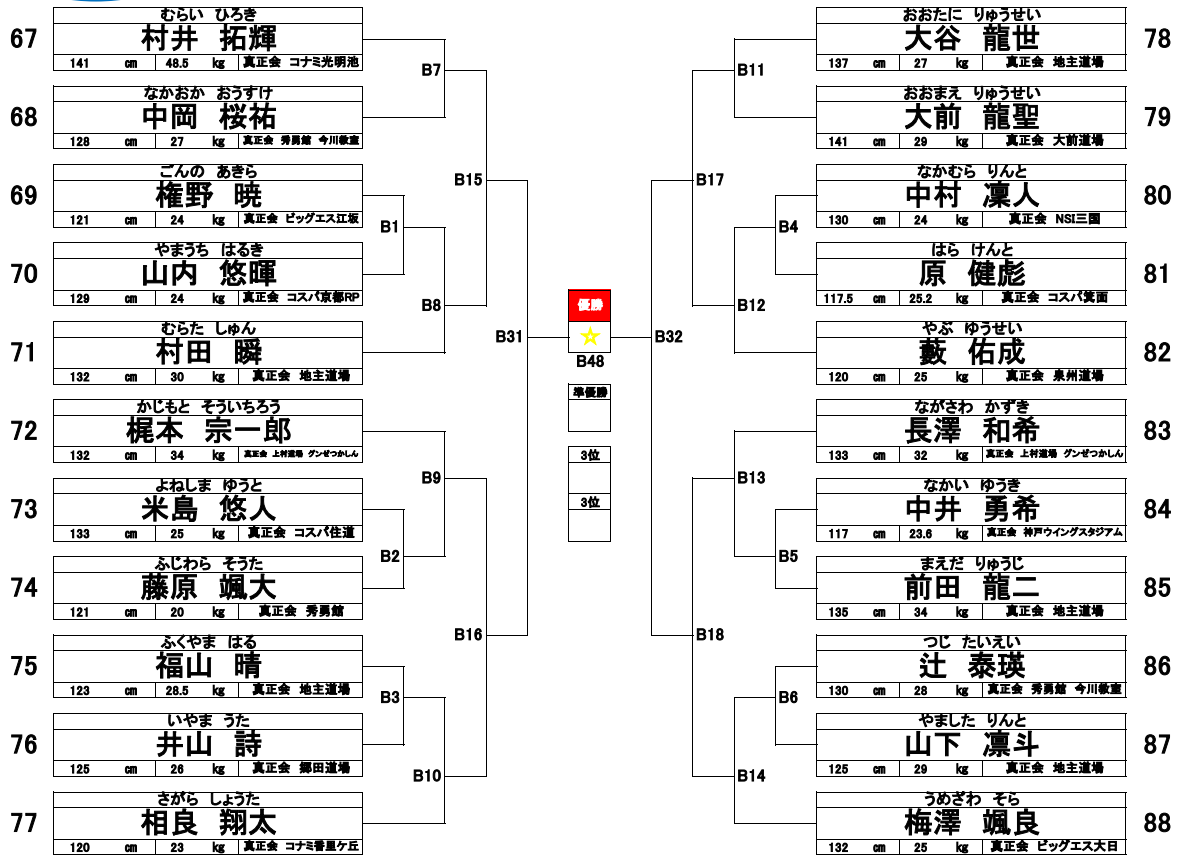 67
むらい ひろき
村井 拓輝
141 cm 48.5 kg 真正会 コナミ光明池
68
なかおか おうすけ
中岡 桜祐
128 cm 27 kg 真正会 秀勇館 今川教室
69
ごんの あきら
権野 暁
121 cm 24 kg 真正会 ビッグエス江坂
70
やまうち はるき
山内 悠暉
129 cm 24 kg 真正会 コスパ京都RP
71
むらた しゅん
村田 瞬
132 cm 30 kg 真正会 地主道場
72
かじもと そういちろう
梶本 宗一郎
132 cm 34 kg 真正会 上村道場 グンゼつかしん
73
よねしま ゆうと
米島 悠人
133 cm 25 kg 真正会 コスパ住道
74
ふじわら そうた
藤原 颯大
121 cm 20 kg 真正会 秀勇館
75
ふくやま はる
福山 晴
123 cm 28.5 kg 真正会 地主道場
76
いやま うた
井山 詩
125 cm 26 kg 真正会 郷田道場
77
さがら しょうた
相良 翔太
120 cm 23 kg 真正会 コナミ香里ケ丘
B7
B15
B1
B8
B31
B9
B2
B16
B3
B10
優勝
☆
B48
準優勝
3位
3位
B11
B17
B4
B12
B32
B13
B5
B18
B6
B14
78
おおたに りゅうせい
大谷 龍世
137 cm 27 kg 真正会 地主道場
79
おおまえ りゅうせい
大前 龍聖
141 cm 29 kg 真正会 大前道場
80
なかむら りんと
中村 凜人
130 cm 24 kg 真正会 NSI三国
81
はら けんと
原 健彪
117.5 cm 25.2 kg 真正会 コスパ箕面
82
やぶ ゆうせい
藪 佑成
120 cm 25 kg 真正会 泉州道場
83
ながさわ かずき
長澤 和希
133 cm 32 kg 真正会 上村道場 グンゼつかしん
84
なかい ゆうき
中井 勇希
117 cm 23.6 kg 真正会 神戸ウイングスタジアム
85
まえだ りゅうじ
前田 龍二
135 cm 34 kg 真正会 地主道場
86
つじ たいえい
辻 泰瑛
130 cm 28 kg 真正会 秀勇館 今川教室
87
やました りんと
山下 凛斗
125 cm 29 kg 真正会 地主道場
88
うめざわ そら
梅澤 颯良
132 cm 25 kg 真正会 ビッグエス大日